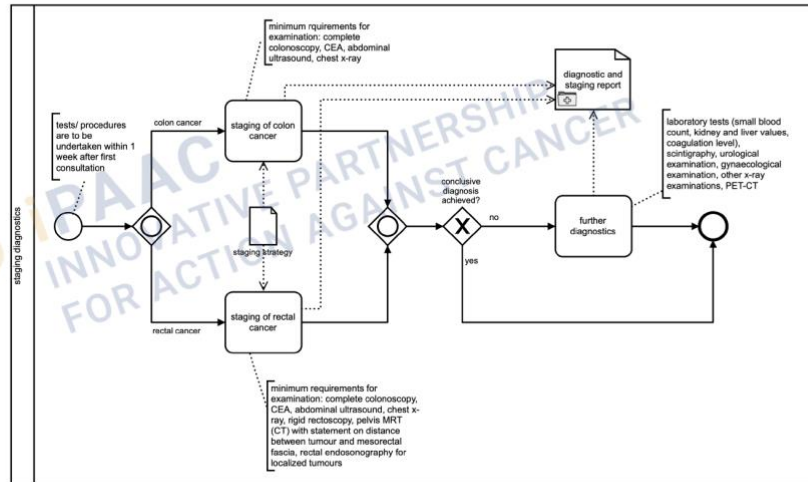 minimum rquirements for
examination: complete
colonoscopy, CEA, abdominal
ultrasound, chest x-ray
diagnostic and
staging report
tests/ procedures
are to be
undertaken within 1
week after first
consultation
colon cancer
staging of colon
cancer
laboratory tests (small blood
count, kidney and liver values,
coagulation level),
scintigraphy, urological
examination, gynaecological
examination, other x-ray
examinations, PET-CT
conclusive
diagnosis
achieved?
X
no
further
diagnostics
yes
staging strategy
staging diagnostics
rectal cancer
staging of rectal
cancer
minimum requirements for
examination: complete colonoscopy,
CEA, abdominal ultrasound, chest x-
ray, rigid rectoscopy, pelvis MRT
(CT) with statement on distance
between tumour and mesorectal
fascia, rectal endosonography for
localized tumours
iPAAC
INNOVATIVE PARTNERSHIP
FOR ACTION AGAINST CANCER